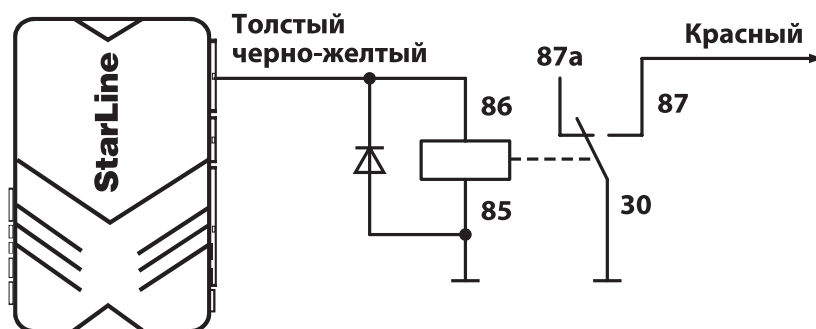 StarLine
Толстый
черно-желтый
86
85
87a
Красный
87
30